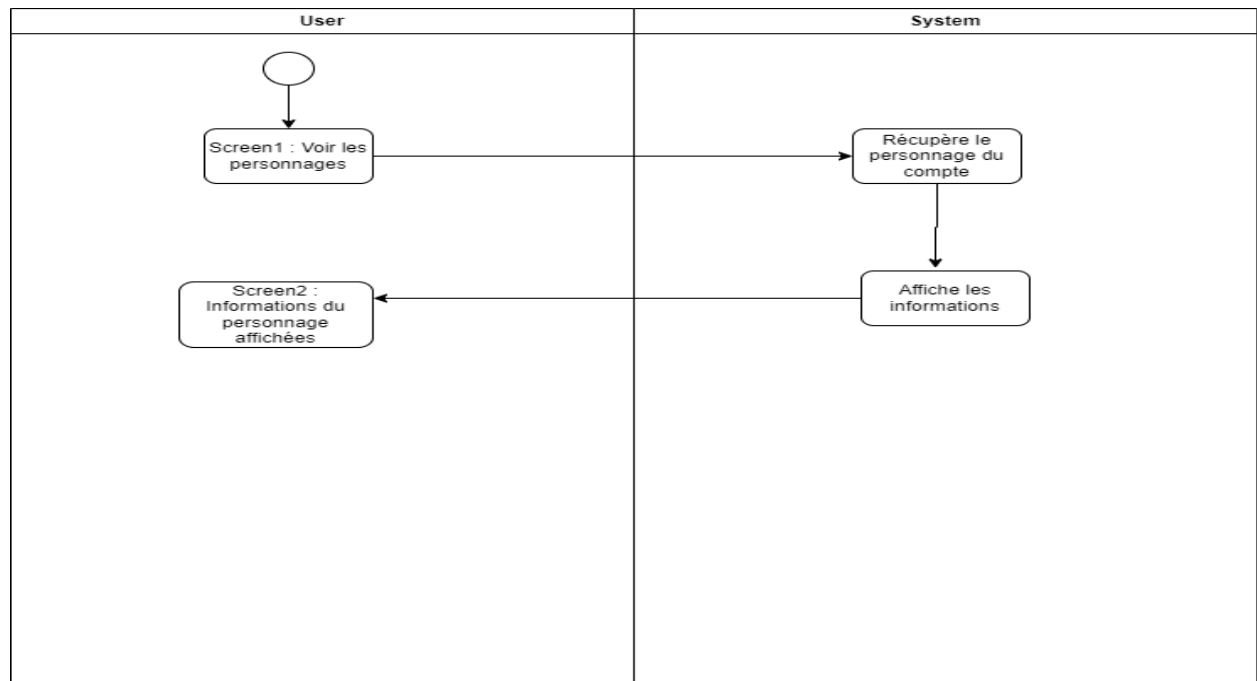 User
System
Screen1 : Voir les
personnages
Récupère le
personnage du
compte
Screen2 :
Informations du
personnage
affichées
Affiche les
informations